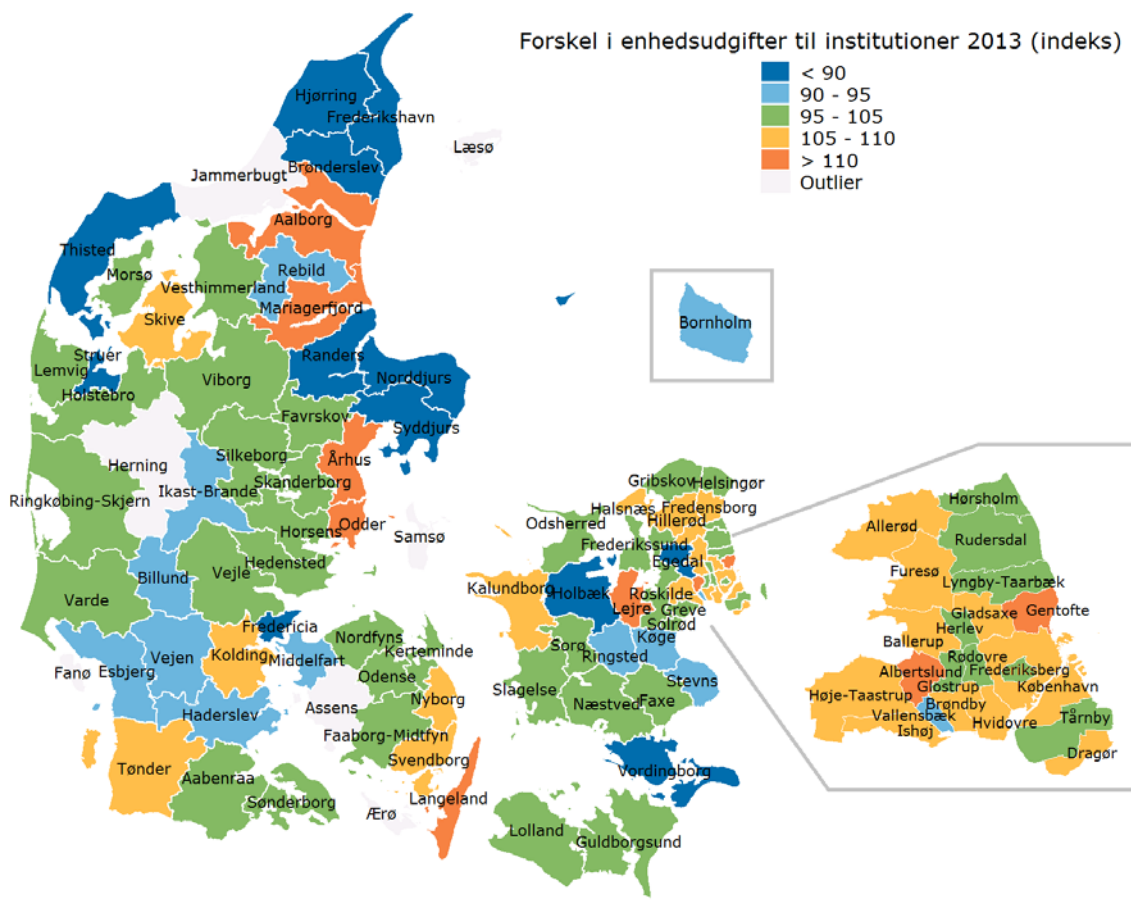 Forskel i enhedsudgifter til institutioner 2013 (indeks)
< 90
90 - 95
95 - 105
105 - 110
> 110
Outlier
Hjørring
Frederikshavn
Læsø
Brønderslev
Jammerbugt
Aalborg
Thisted
Rebild
Morsø
Vesthimmerland
Mariagerfjord
Skive
Bornholm
Struer
Randers
Lemvig
Viborg
Norddjurs
Holstebro
Favrskov
Syddjurs
Silkeborg
Århus
Herning
Skanderborg
Ikast-Brande
Ringkøbing-Skjern
Odder
Horsens
Samsø
Hedensted
Vejle
Billund
Varde
Fredericia
Nordfyns
Kerteminde
Kolding
Middelfart
Vejen
Esbjerg
Fanø
Odense
Nyborg
Assens
Haderslev
Faaborg-Midtfyn
Svendborg
Tønder
Aabenraa
Sønderborg
Langeland
Ærø
Gribskov
Helsingør
Halsnæs
Fredensborg
Hillerød
Odsherred
Frederikssund
Egedal
Kalundborg
Holbæk
Roskilde
Lejre
Greve
Solrød
Køge
Sorø
Ringsted
Stevns
Slagelse
Næstved
Faxe
Vordingborg
Lolland
Guldborgsund
Hørsholm
Allerød
Rudersdal
Furesø
Lyngby-Taarbæk
Gladsaxe
Gentofte
Herlev
Ballerup
Rødovre
Albertslund
Frederiksberg
Glostrup
København
Høje-Taastrup
Brøndby
Vallensbæk
Hvidovre
Tårnby
Ishøj
Dragør